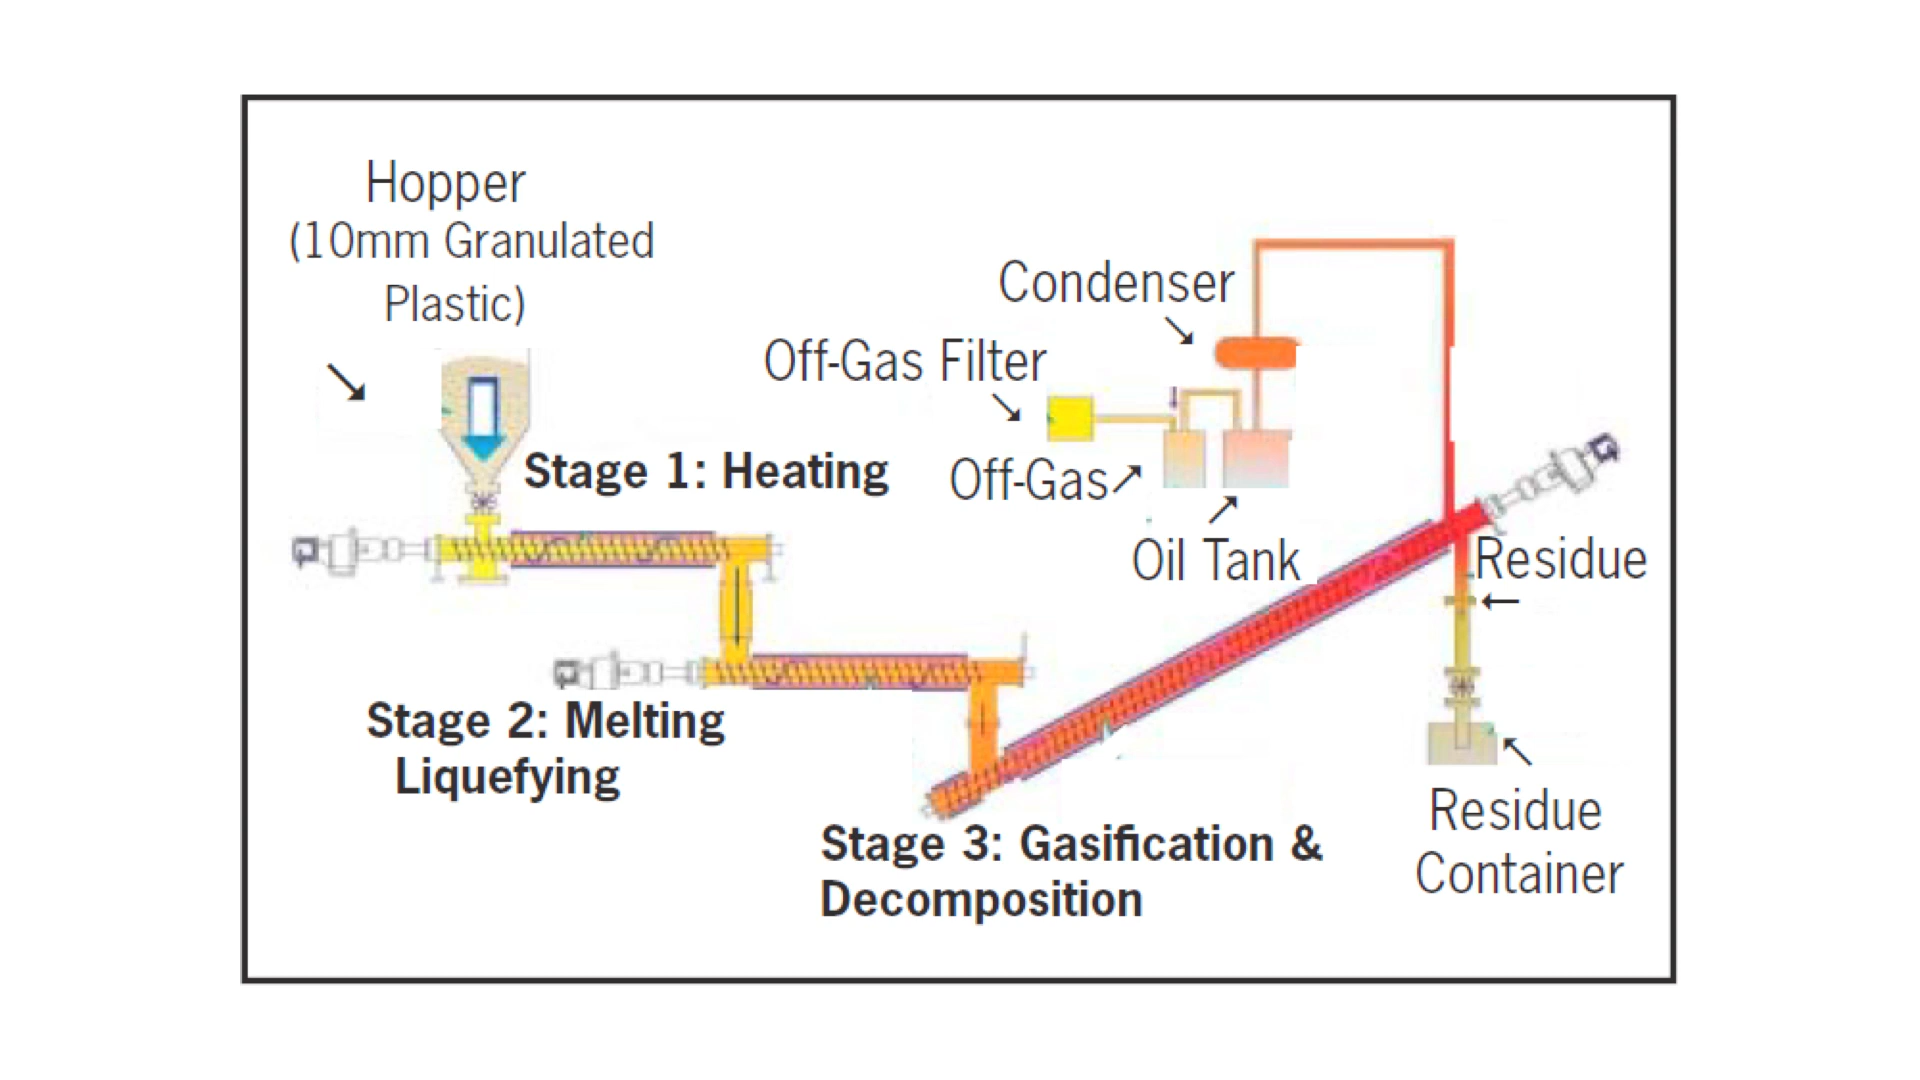 Hopper
(10mm Granulated
Plastic)
Condenser
Off-Gas Filter
Stage 1: Heating
Off-Gas
Oil Tank
Residue
Stage 2: Melting
Liquefying
Stage 3: Gasification &
Decomposition
Residue
Container